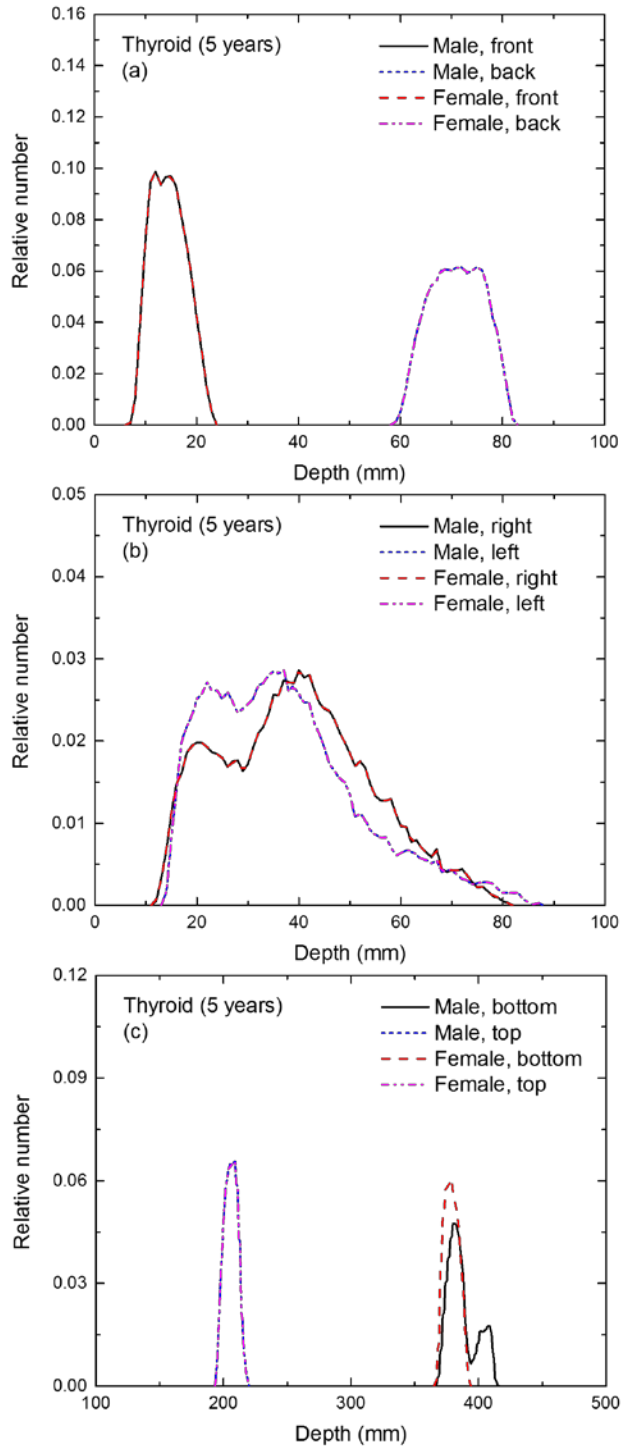 Thyroid (5 years)
(a)
Male, front
Male, back
Female, front
Female, back
Relative number
0.16
0.14
0.12
0.10
0.08
0.06
0.04
0.02
0.00
0
20
40
60
80
100
Depth (mm)
Thyroid (5 years)
(b)
Male, right
Male, left
Female, right
Female, left
Relative number
0.05
0.04
0.03
0.02
0.01
0.00
0
20
40
60
80
100
Depth (mm)
Thyroid (5 years)
(c)
Male, bottom
Male, top
Female, bottom
Female, top
Relative number
0.12
0.09
0.06
0.03
0.00
100
200
300
400
500
Depth (mm)